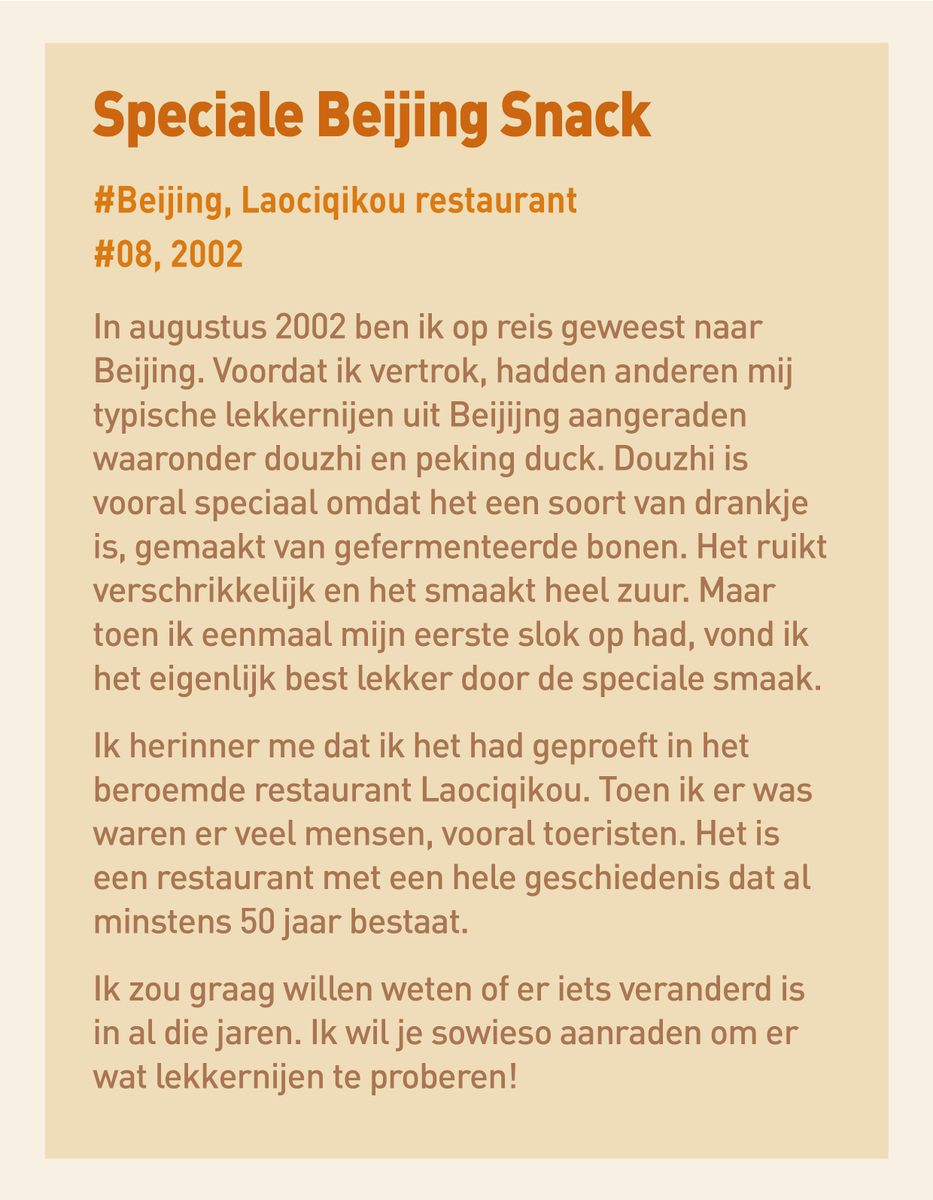 Speciale Beijing Snack
#Beijing, Laociqikou restaurant
#08, 2002
In augustus 2002 ben ik op reis geweest naar
Beijing. Voordat ik vertrok, hadden anderen mij
typische lekkernijen uit Beijijng aangeraden
waaronder douzhi en peking duck. Douzhi is
vooral speciaal omdat het een soort van drankje
is, gemaakt van gefermenteerde bonen. Het ruikt
verschrikkelijk en het smaakt heel zuur. Maar
toen ik eenmaal mijn eerste slok op had, vond ik
het eigenlijk best lekker door de speciale smaak.
Ik herinner me dat ik het had geproeft in het
beroemde restaurant Laociqikou. Toen ik er was
waren er veel mensen, vooral toeristen. Het is
een restaurant met een hele geschiedenis dat al
minstens 50 jaar bestaat.
Ik zou graag willen weten of er iets veranderd is
in al die jaren. Ik wil je sowieso aanraden om er
wat lekkernijen te proberen!